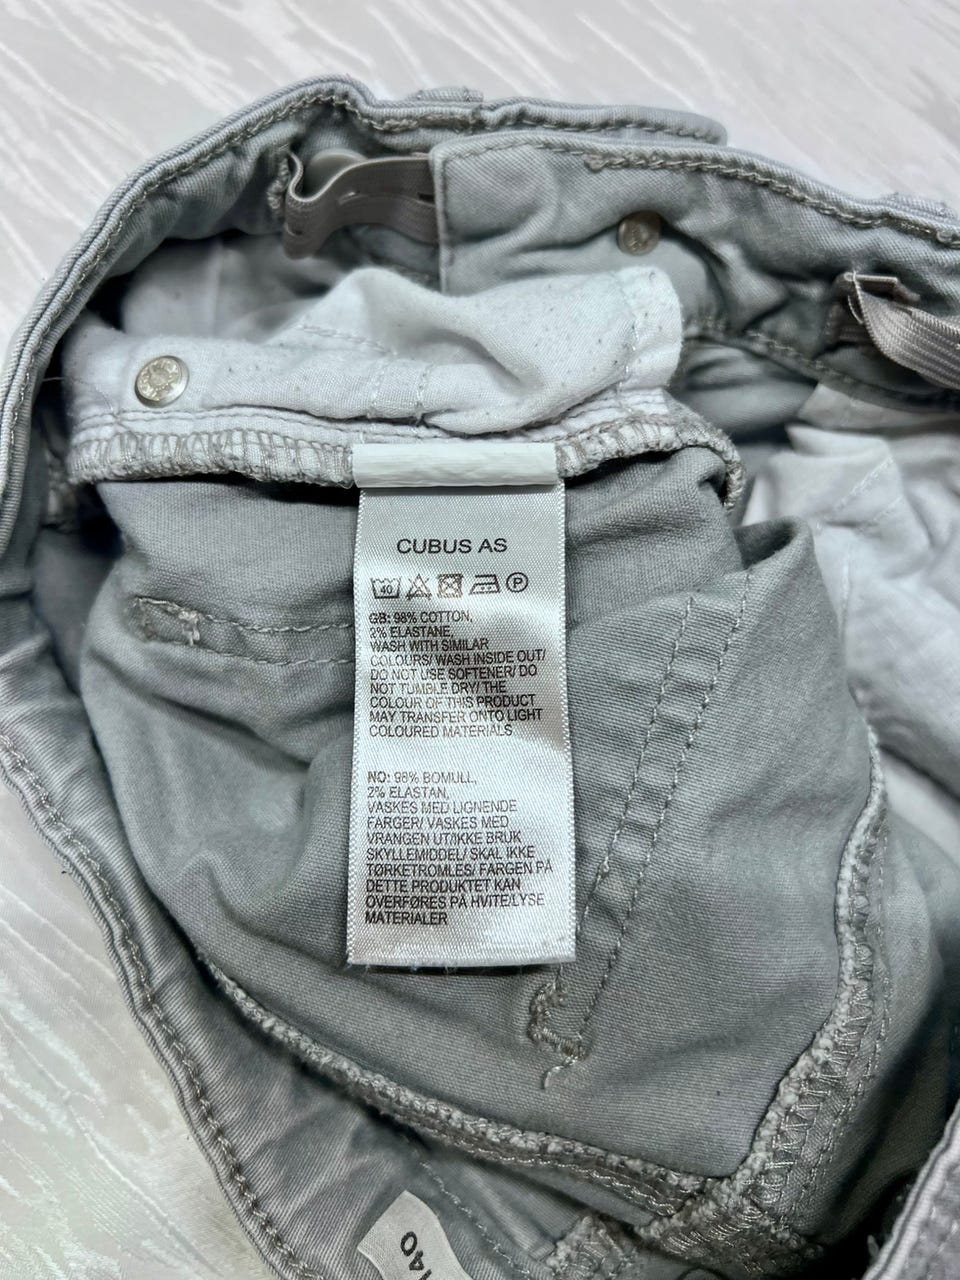 CUBUS AS
40 P
GB: 98% COTTON,
2% ELASTANE,
WASH WITH SIMILAR
COLOURS/ WASH INSIDE OUT/
DO NOT USE SOFTENER/ DO
NOT TUMBLE DRY/ THE
COLOUR OF THIS PRODUCT
MAY TRANSFER ONTO LIGHT
COLOURED MATERIALS
NO: 98% BOMULL,
2% ELASTAN,
VASKES MED LIGNENDE
FARGER/ VASKES MED
VRANGEN UT/IKKE BRUK
SKYLLEMIDDEL/ SKAL IKKE
TØRKETROMLES/ FARGEN PÅ
DETTE PRODUKTET KAN
OVERFØRES PÅ HVITE/LYSE
MATERIALER
140